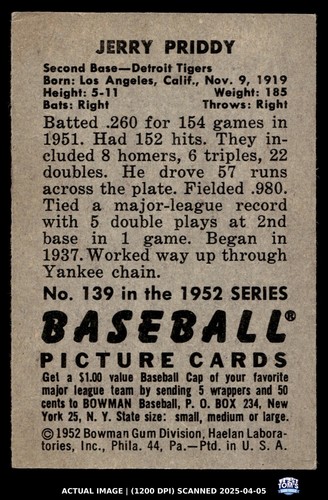 JERRY PRIDDY
Second Base—Detroit Tigers
Born: Los Angeles, Calif., Nov. 9, 1919
Height: 5-11 Weight: 185
Bats: Right Throws: Right
Batted .260 for 154 games in
1951. Had 152 hits. They in-
cluded 8 homers, 6 triples, 22
doubles. He drove 57 runs
across the plate. Fielded .980.
Tied a major-league record
with 5 double plays at 2nd
base in 1 game. Began in
1937. Worked way up through
Yankee chain.
No. 139 in the 1952 SERIES
BASEBALL®
PICTURE CARDS
Get a $1.00 value Baseball Cap of your favorite
major league team by sending 5 wrappers and 50
cents to BOWMAN Baseball, P. O. BOX 234, New
York 25, N. Y. State size: small, medium or large.
©1952 Bowman Gum Division, Haelan Labora-
tories, Inc., Phila. 44, Pa.—Ptd. in U.S.A.
ACTUAL IMAGE | (1200 DPI) SCANNED 2025-04-05